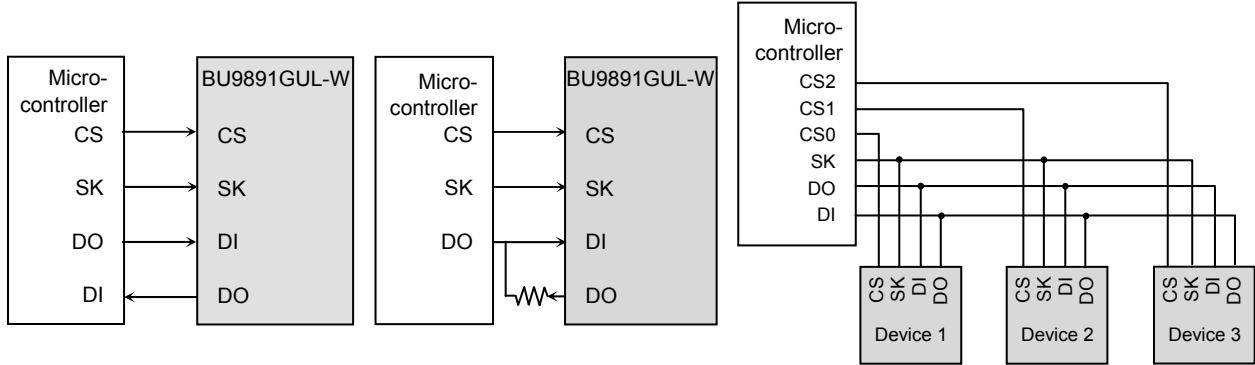 Micro-
controller
CS
SK
DO
DI
BU9891GUL-W
CS
SK
DI
DO
Micro-
controller
CS
SK
DO
BU9891GUL-W
CS
SK
DI
DO
Micro-
controller
CS2
CS1
CS0
SK
DO
DI
CS
SK
DI
DO
Device 1
CS
SK
DI
DO
Device 2
CS
SK
DI
DO
Device 3